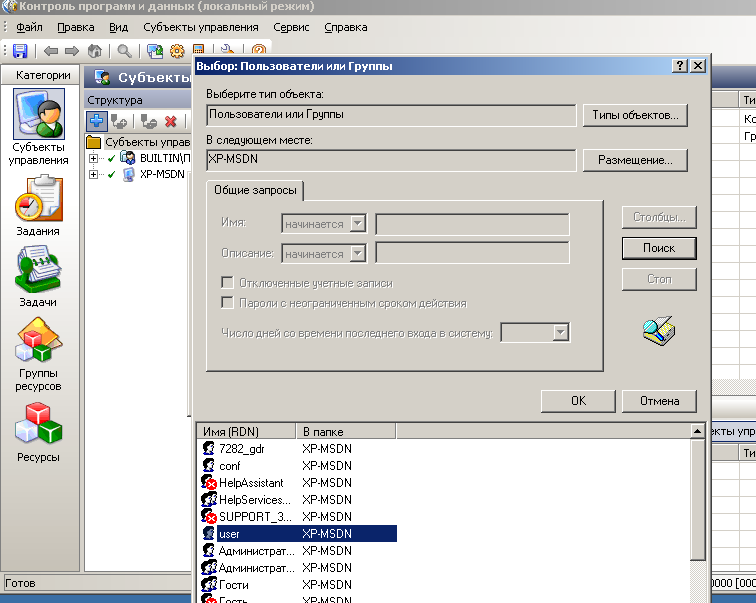 Контроль программ и данных (локальный режим)
Файл Правка Вид Субъекты управления Сервис Справка
Категории
Субъекты управления
Задания
Задачи
Группы ресурсов
Ресурсы
Субъекты
Структура
Субъекты управ
BUILTIN\П
XP-MSDN
Выбор: Пользователи или Группы
Выберите тип объекта:
Пользователи или Группы
Типы объектов...
В следующем месте:
XP-MSDN
Размещение...
Общие запросы
Имя: начинается
Описание: начинается
Отключенные учетные записи
Пароли с неограниченным сроком действия
Число дней со времени последнего входа в систему:
Столбцы...
Поиск
Стоп
OK
Отмена
Имя (RDN) В папке
7282_gdr XP-MSDN
conf XP-MSDN
HelpAssistant XP-MSDN
HelpServices... XP-MSDN
SUPPORT_3... XP-MSDN
user XP-MSDN
Администрат... XP-MSDN
Администрат... XP-MSDN
Гости XP-MSDN
Гость XP-MSDN
Ти
Ко
Гр
екты упр
Ти
Готов
0000 [000